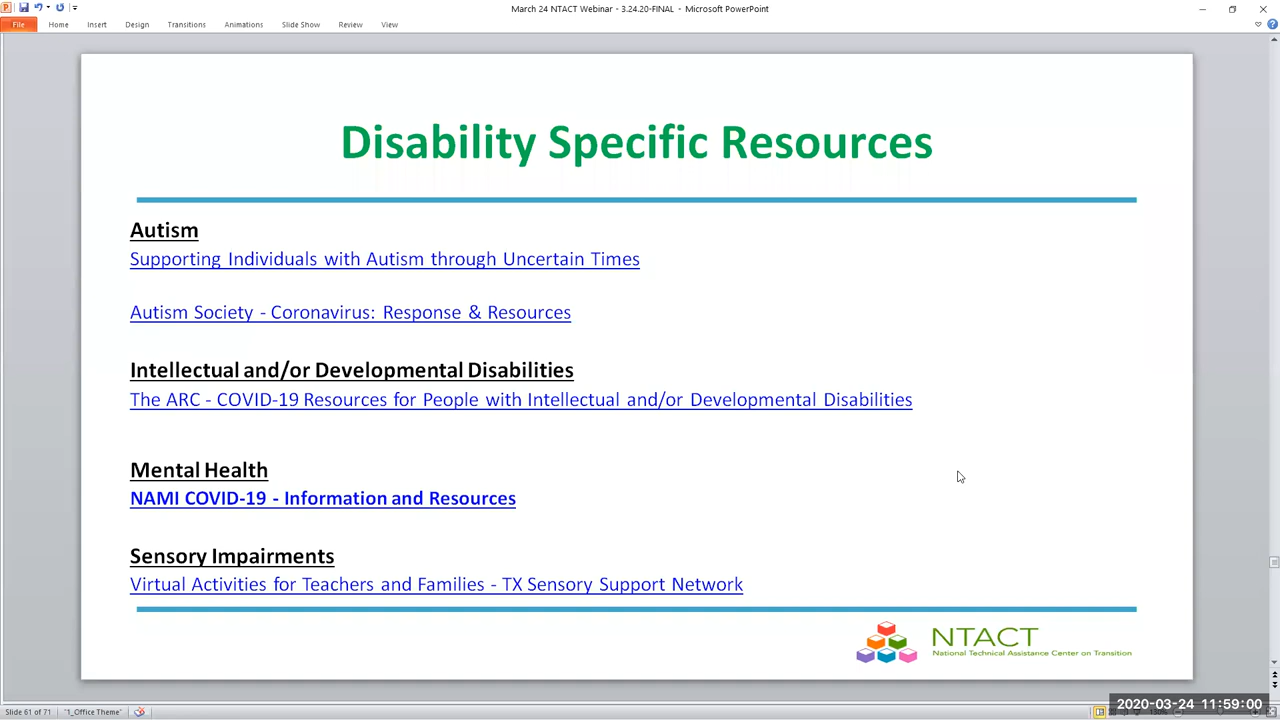 March 24 NTACT Webinar - 3.24.20-FINAL - Microsoft PowerPoint
File Home Insert Design Transitions Animations Slide Show Review View
Disability Specific Resources
Autism
Supporting Individuals with Autism through Uncertain Times
Autism Society - Coronavirus: Response & Resources
Intellectual and/or Developmental Disabilities
The ARC - COVID-19 Resources for People with Intellectual and/or Developmental Disabilities
Mental Health
NAMI COVID-19 - Information and Resources
Sensory Impairments
Virtual Activities for Teachers and Families - TX Sensory Support Network
NTACT
National Technical Assistance Center on Transition
Slide 61 of 71 "1_Office Theme"
2020-03-24 11:59:00